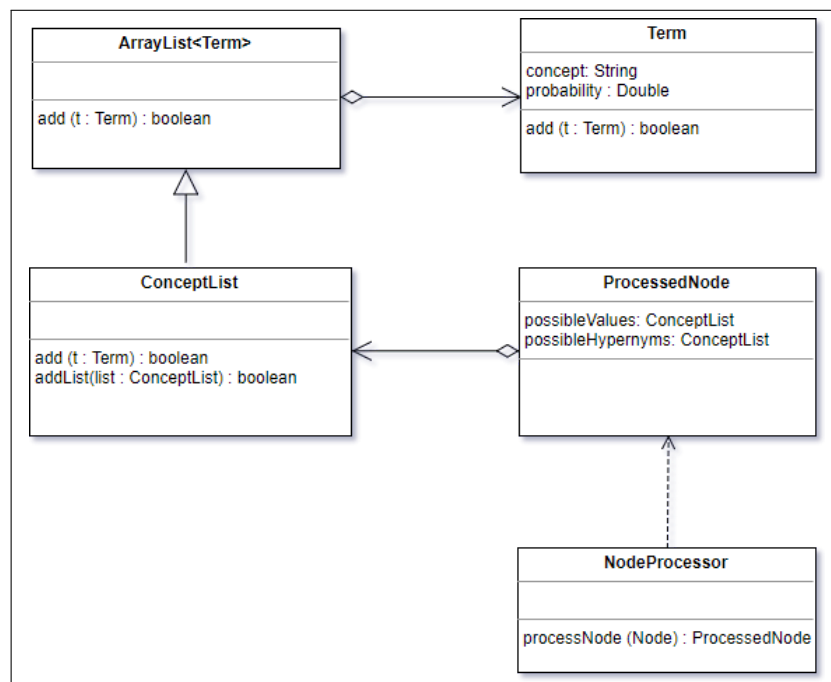 ArrayList<Term>
add (t : Term) : boolean
Term
concept: String
probability : Double
add (t : Term) : boolean
ConceptList
add (t : Term) : boolean
addList(list : ConceptList) : boolean
ProcessedNode
possibleValues: ConceptList
possibleHypernyms: ConceptList
NodeProcessor
processNode (Node) : ProcessedNode